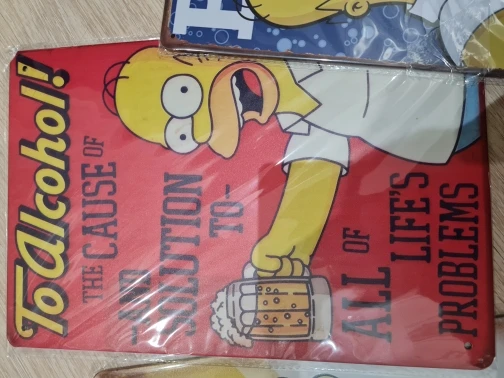 To Alcohol!
THE CAUSE OF
-AND
SOLUTION
TO-
ALL OF
LIFE'S
PROBLEMS